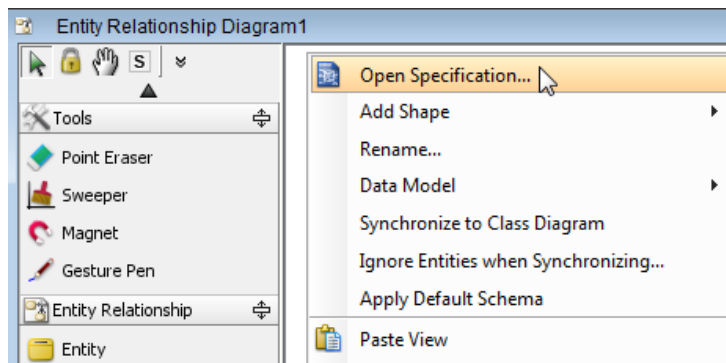 Entity Relationship Diagram1
S
Tools
Point Eraser
Sweeper
Magnet
Gesture Pen
Entity Relationship
Entity
Open Specification...
Add Shape
Rename...
Data Model
Synchronize to Class Diagram
Ignore Entities when Synchronizing...
Apply Default Schema
Paste View